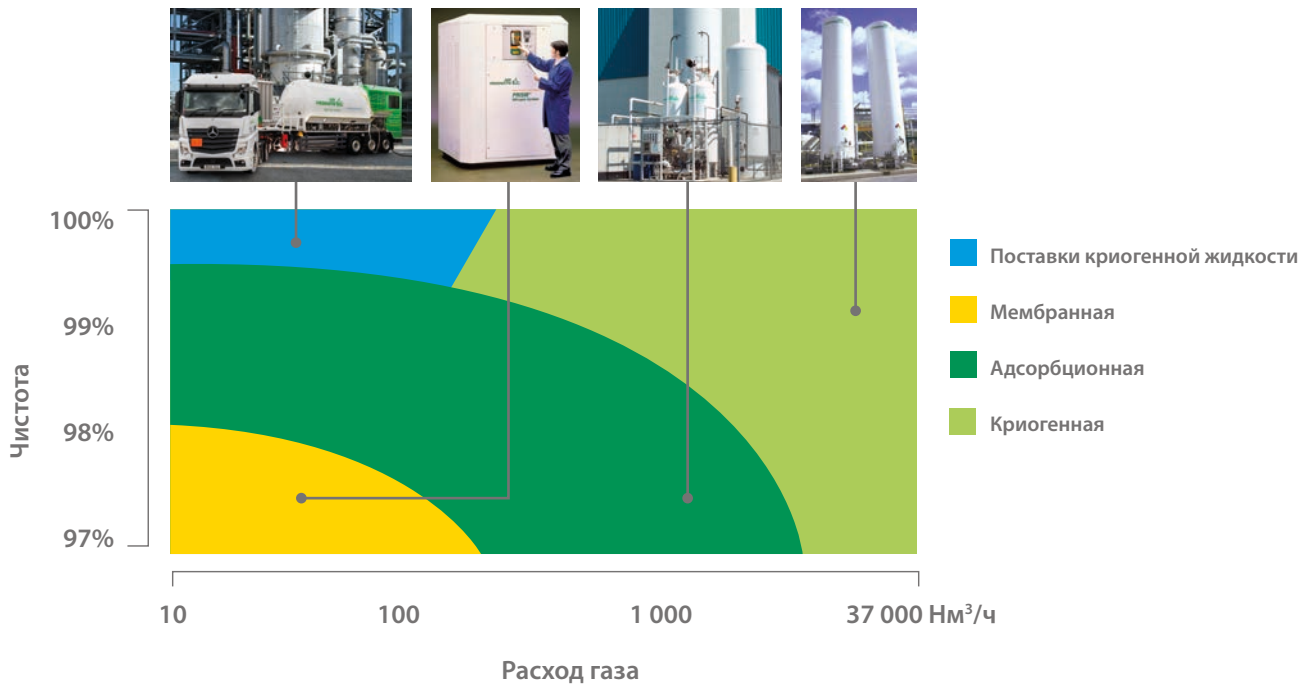 100%
99%
98%
97%
Чистота
10
100
1 000
37 000 Нм³/ч
Расход газа
Поставки криогенной жидкости
Мембранная
Адсорбционная
Криогенная